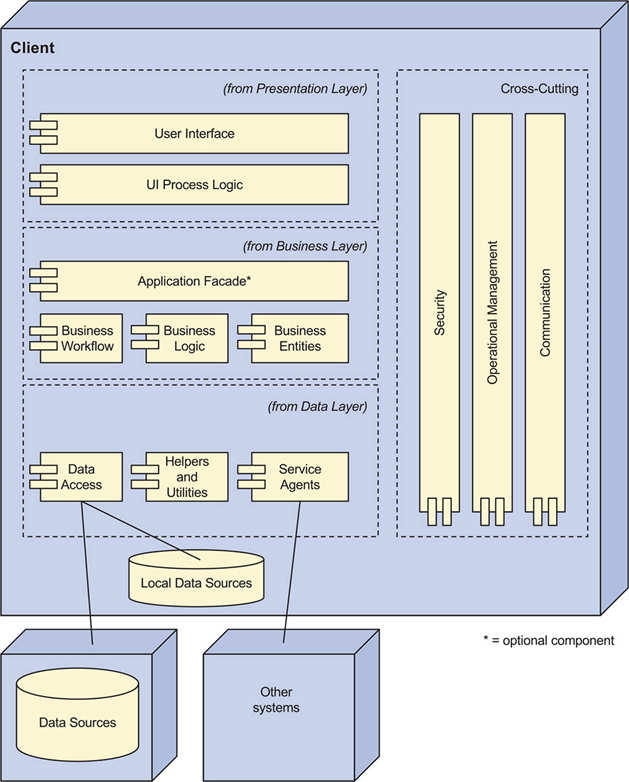 Client
(from Presentation Layer)
User Interface
UI Process Logic
(from Business Layer)
Application Facade*
Business
Workflow
Business
Logic
Business
Entities
(from Data Layer)
Data
Access
Helpers
and
Utilities
Service
Agents
Local Data Sources
Cross-Cutting
Security
Operational Management
Communication
Data Sources
Other
systems
* = optional component